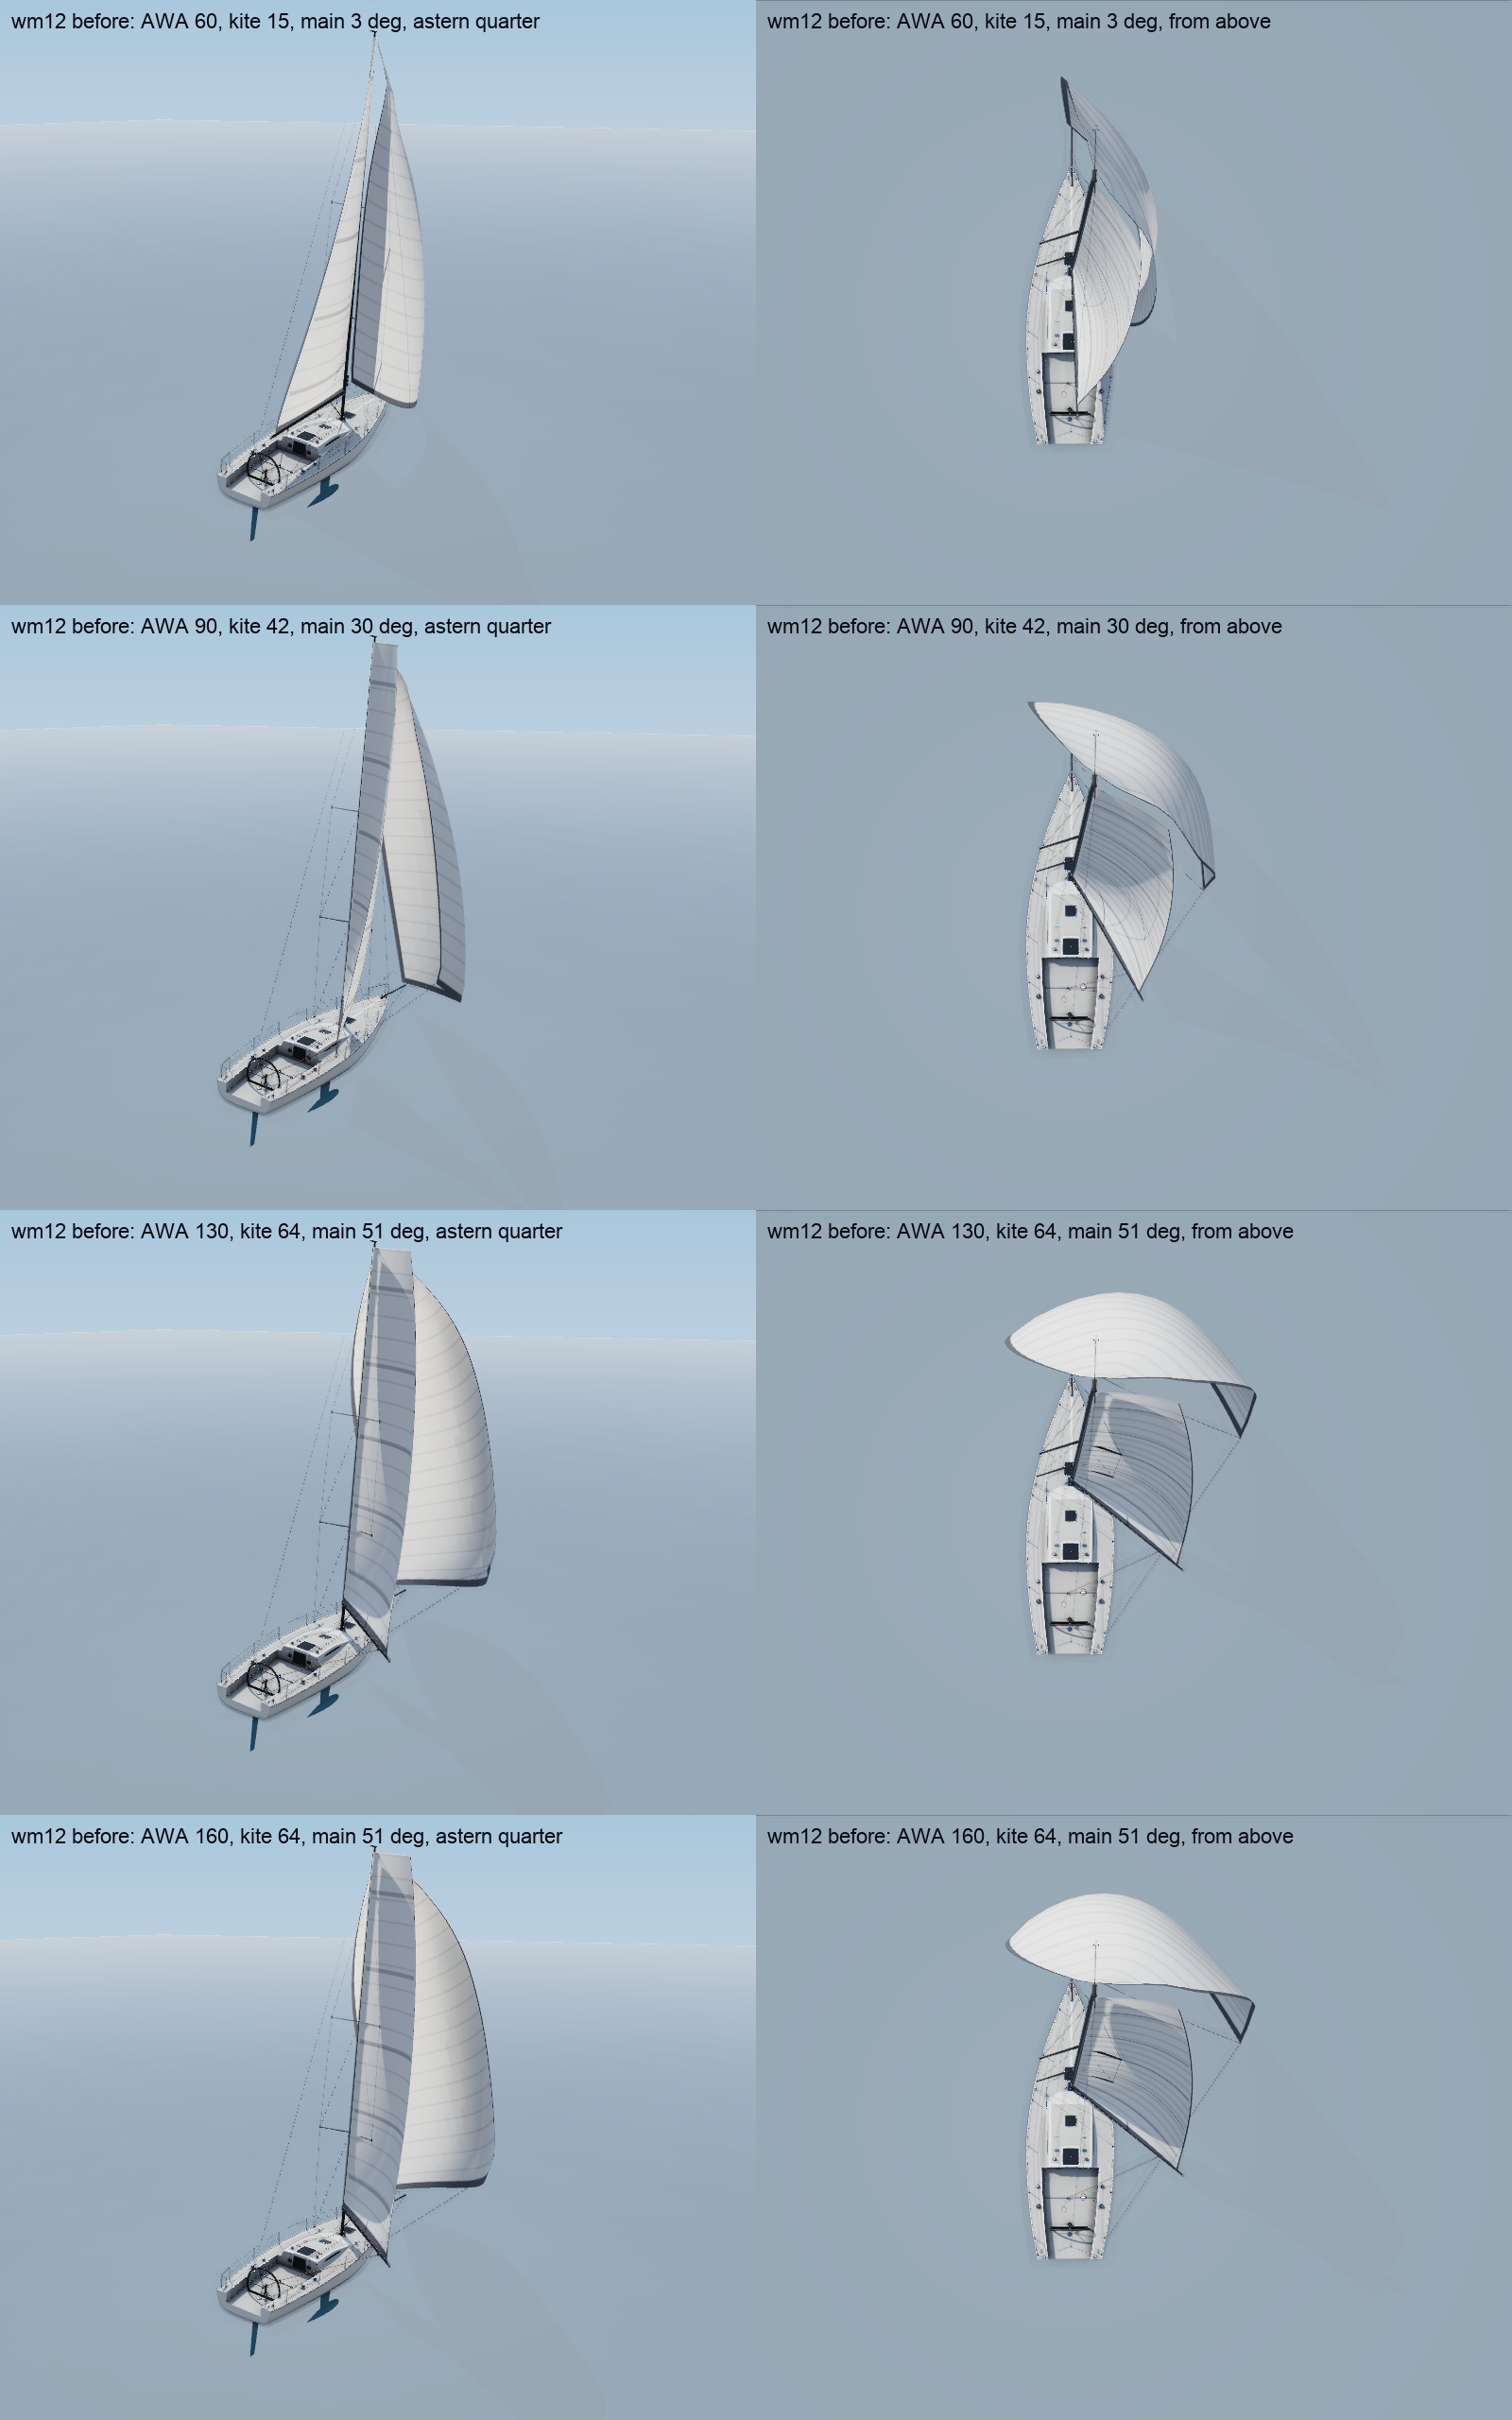 wm12 before: AWA 60, kite 15, main 3 deg, astern quarter
wm12 before: AWA 60, kite 15, main 3 deg, from above
wm12 before: AWA 90, kite 42, main 30 deg, astern quarter
wm12 before: AWA 90, kite 42, main 30 deg, from above
wm12 before: AWA 130, kite 64, main 51 deg, astern quarter
wm12 before: AWA 130, kite 64, main 51 deg, from above
wm12 before: AWA 160, kite 64, main 51 deg, astern quarter
wm12 before: AWA 160, kite 64, main 51 deg, from above